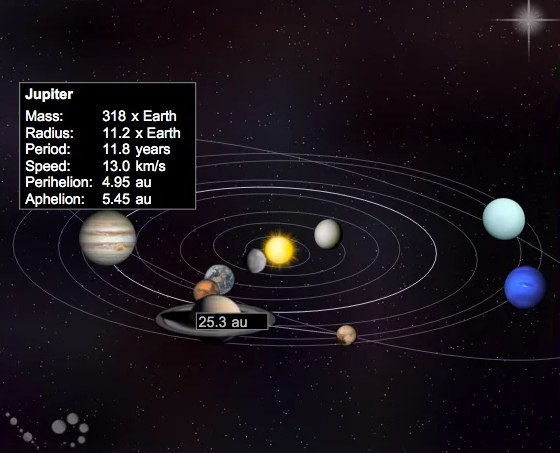 Jupiter
Mass: 318 x Earth
Radius: 11.2 x Earth
Period: 11.8 years
Speed: 13.0 km/s
Perihelion: 4.95 au
Aphelion: 5.45 au
25.3 au